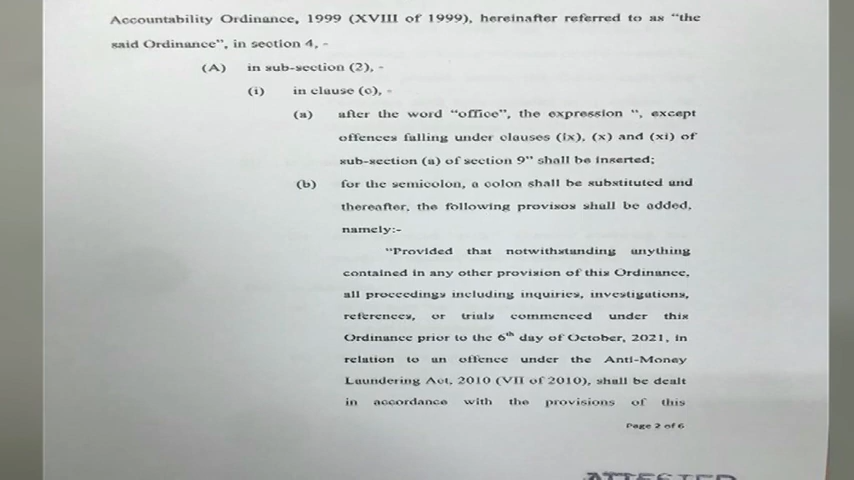 Accountability Ordinance, 1999 (XVIII of 1999), hereinafter referred to as "the
said Ordinance", in section 4, -
(A) in sub-section (2), -
(i) in clause (c), -
(a) after the word "office", the expression ", except
offences falling under clauses (ix), (x) and (xi) of
sub-section (a) of section 9" shall be inserted;
(b) for the semicolon, a colon shall be substituted and
thereafter, the following provisos shall be added,
namely:-
"Provided that notwithstanding anything
contained in any other provision of this Ordinance,
all proceedings including inquiries, investigations,
references, or trials commenced under this
Ordinance prior to the 6th day of October, 2021, in
relation to an offence under the Anti-Money
Laundering Act, 2010 (VII of 2010), shall be dealt
in accordance with the provisions of this
Page 2 of 6
ATTESTED